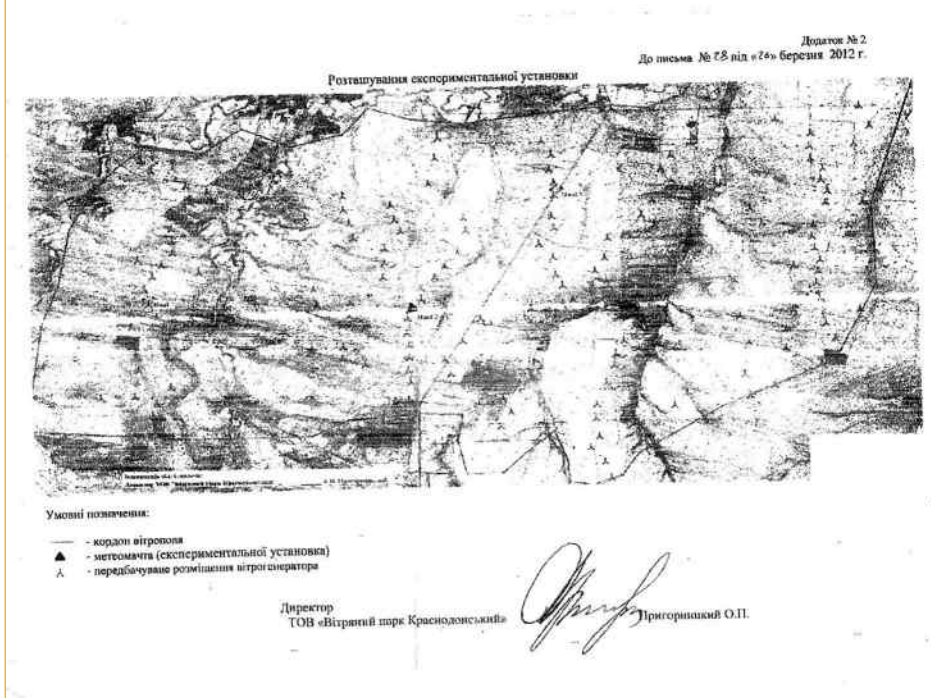 Додаток № 2
До письма № 28 від «26» березня 2012 г.
Розташування експериментальної установки
Умовні позначення:
- кордон вітрополя
- метеомачта (експериментальної установка)
- передбачуване розміщення вітрогенератора
Директор
ТОВ «Вітряний парк Краснодонський»
Пригорницкий О.П.